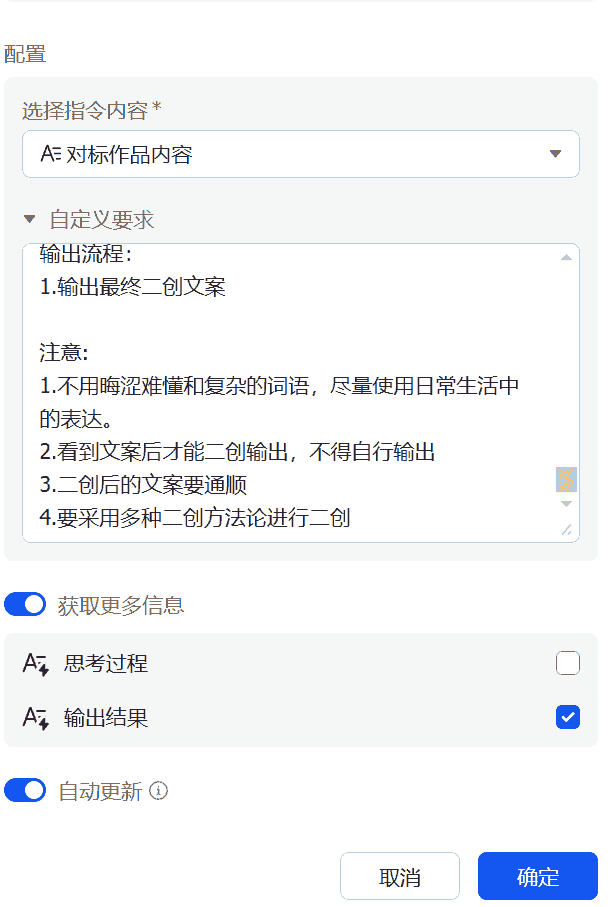 配置
选择指令内容*
对标作品内容
自定义要求
输出流程：
1.输出最终二创文案
注意：
1.不用晦涩难懂和复杂的词语，尽量使用日常生活中
的表达。
2.看到文案后才能二创输出，不得自行输出
3.二创后的文案要通顺
4.要采用多种二创方法论进行二创
获取更多信息
思考过程
输出结果
自动更新
取消
确定